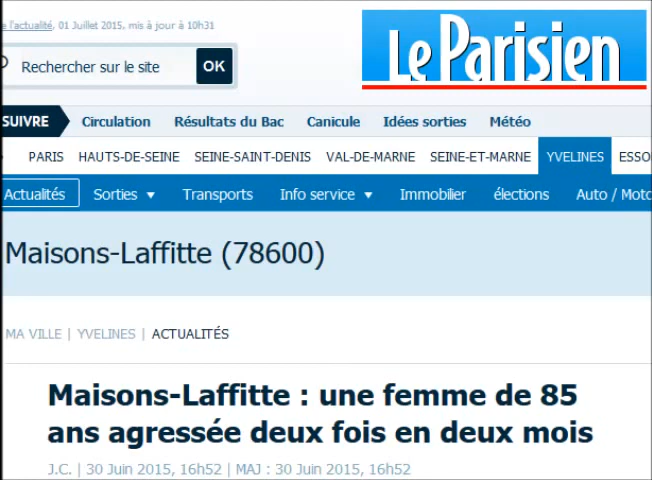 e l'actualité, 01 Juillet 2015, mis à jour à 10h31
Le Parisien
Rechercher sur le site OK
SUIVRE Circulation Résultats du Bac Canicule Idées sorties Météo
PARIS HAUTS-DE-SEINE SEINE-SAINT-DENIS VAL-DE-MARNE SEINE-ET-MARNE YVELINES ESSO
Actualités Sorties Transports Info service Immobilier élections Auto / Moto
Maisons-Laffitte (78600)
MA VILLE | YVELINES | ACTUALITÉS
Maisons-Laffitte : une femme de 85
ans agressée deux fois en deux mois
J.C. | 30 Juin 2015, 16h52 | MAJ : 30 Juin 2015, 16h52